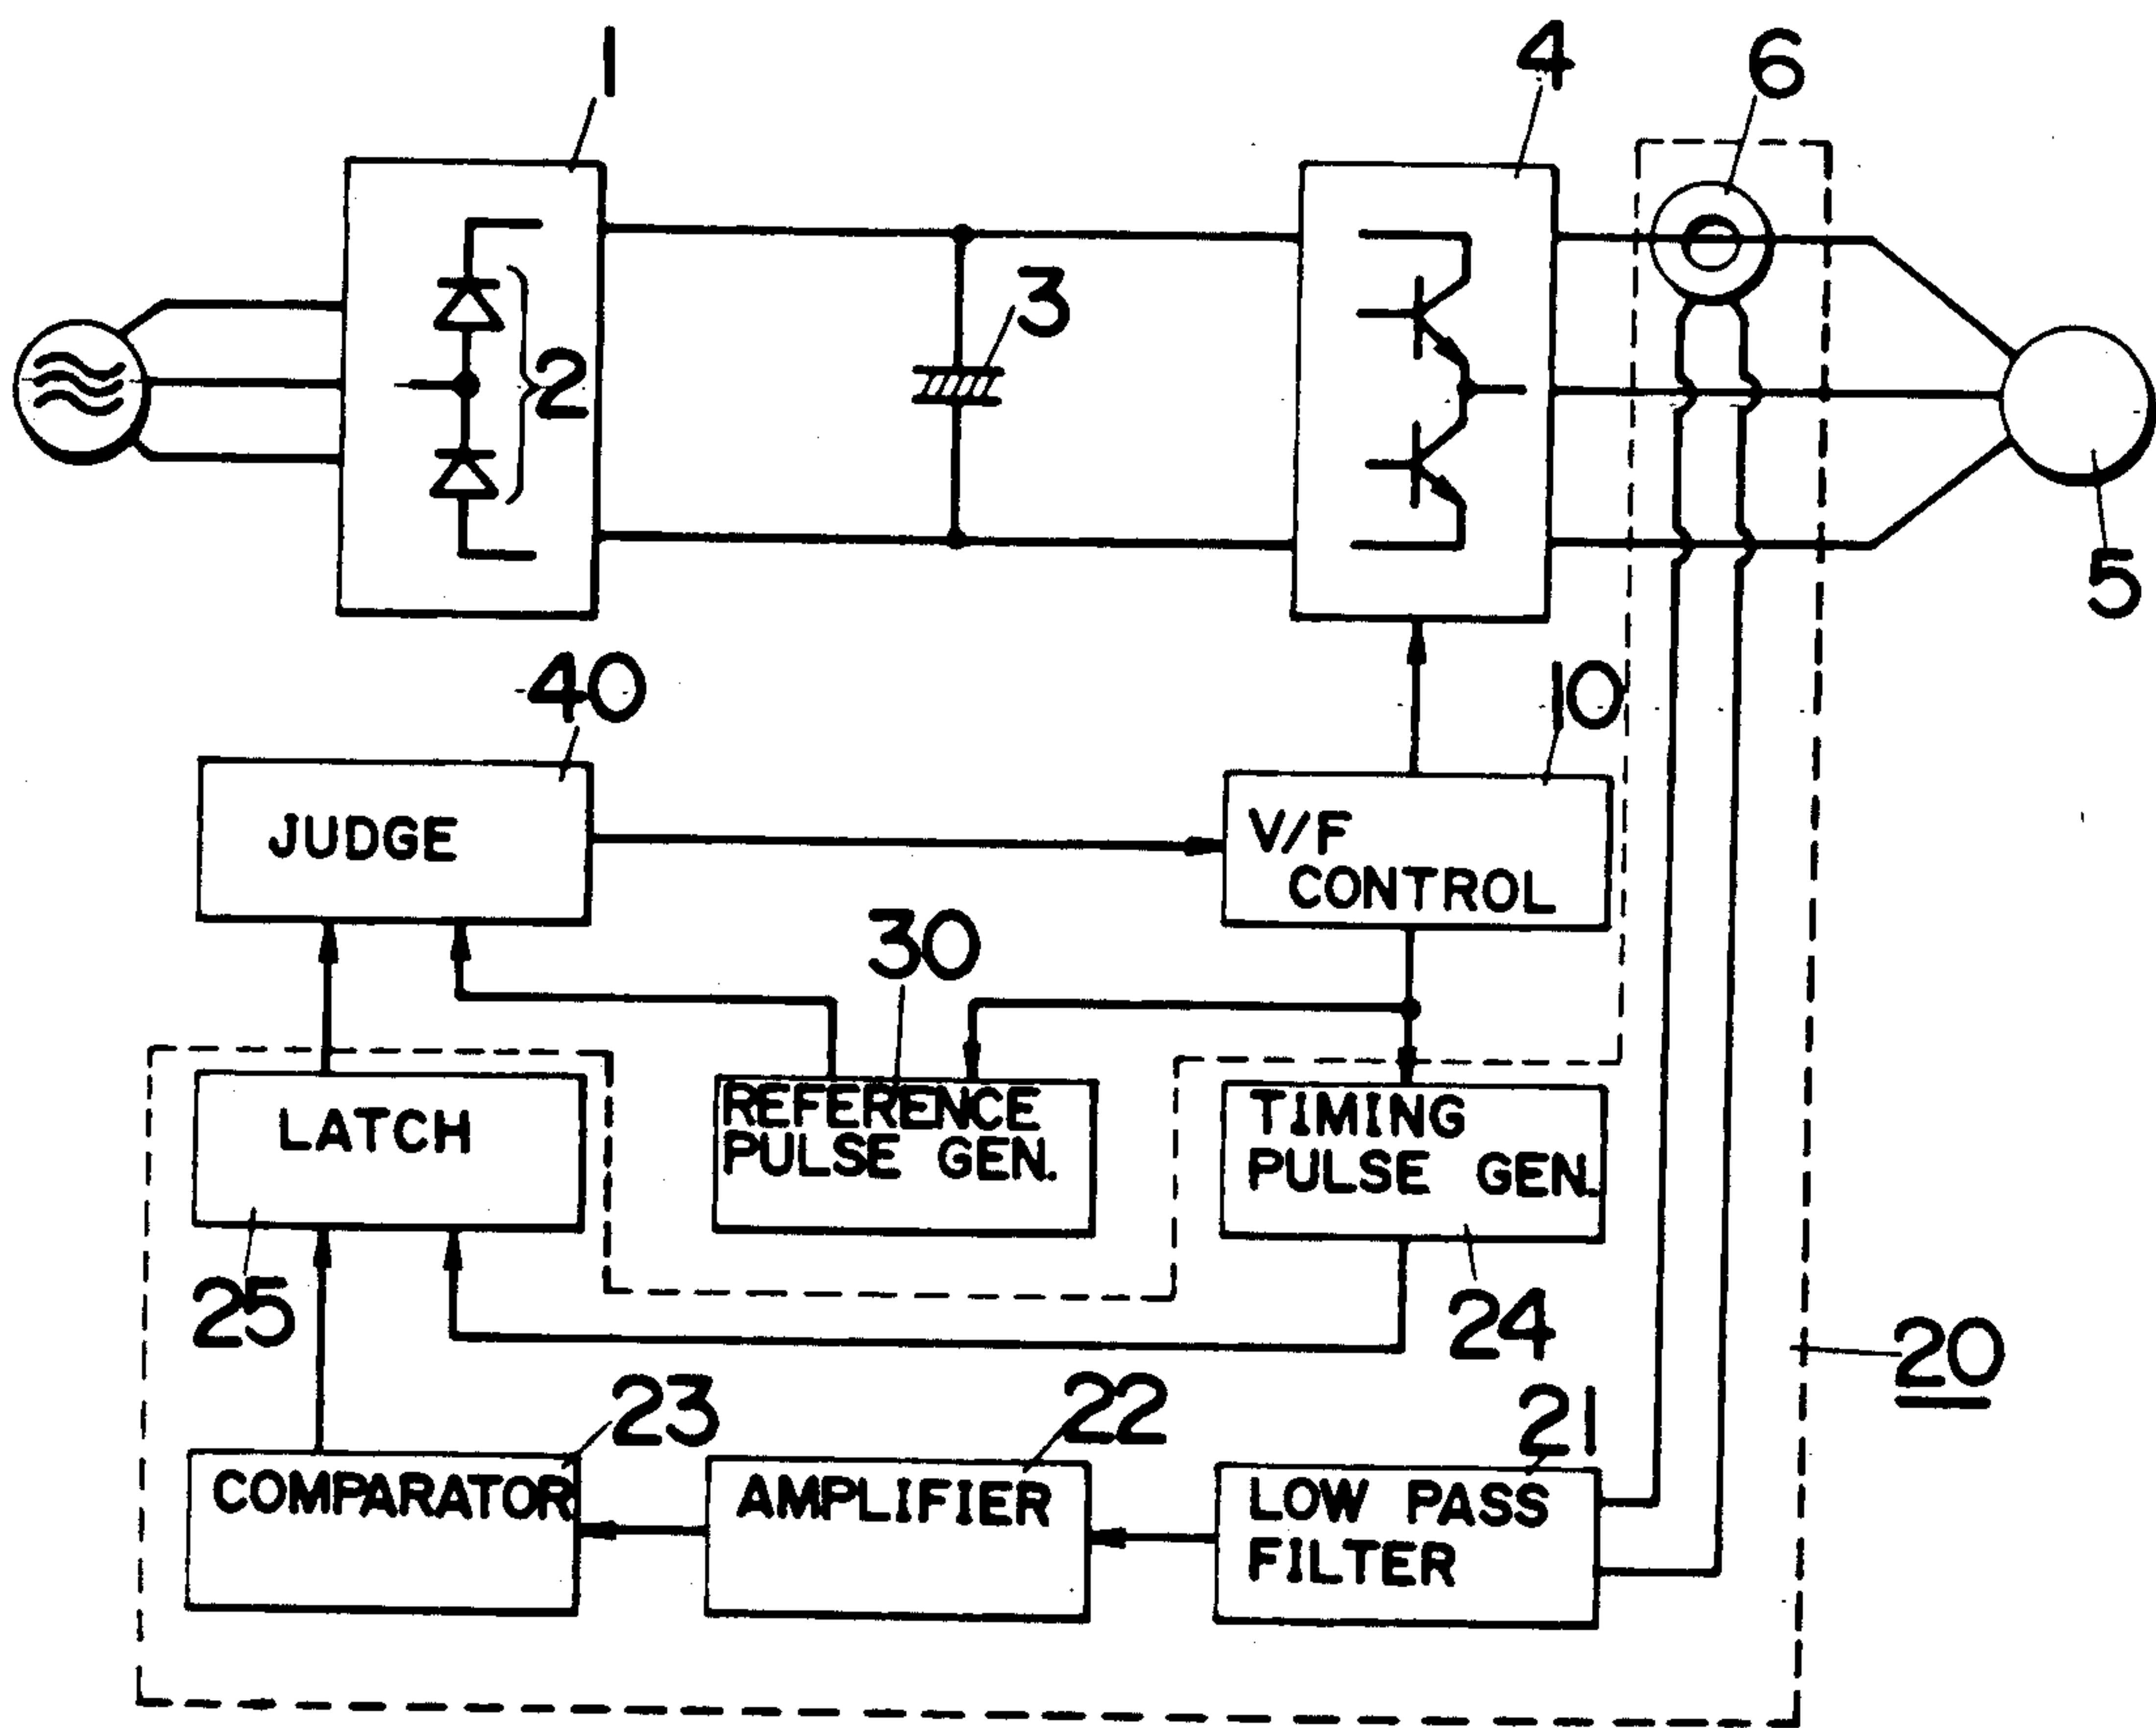 1
4
6
3
2
5
40
10
JUDGE
V/F
CONTROL
30
LATCH
REFERENCE
PULSE GEN.
TIMING
PULSE GEN.
25
24
20
23
22
21
COMPARATOR
AMPLIFIER
LOW PASS
FILTER